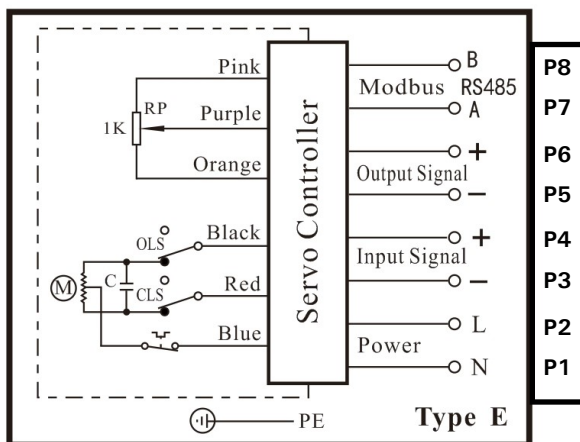 Pink
B
P8
Modbus RS485
RP
1K
Purple
A
P7
+
P6
Orange
Output Signal
−
P5
Servo Controller
OLS
Black
+
P4
Input Signal
C
CLS
Red
−
P3
M
L
P2
Blue
Power
N
P1
PE
Type E